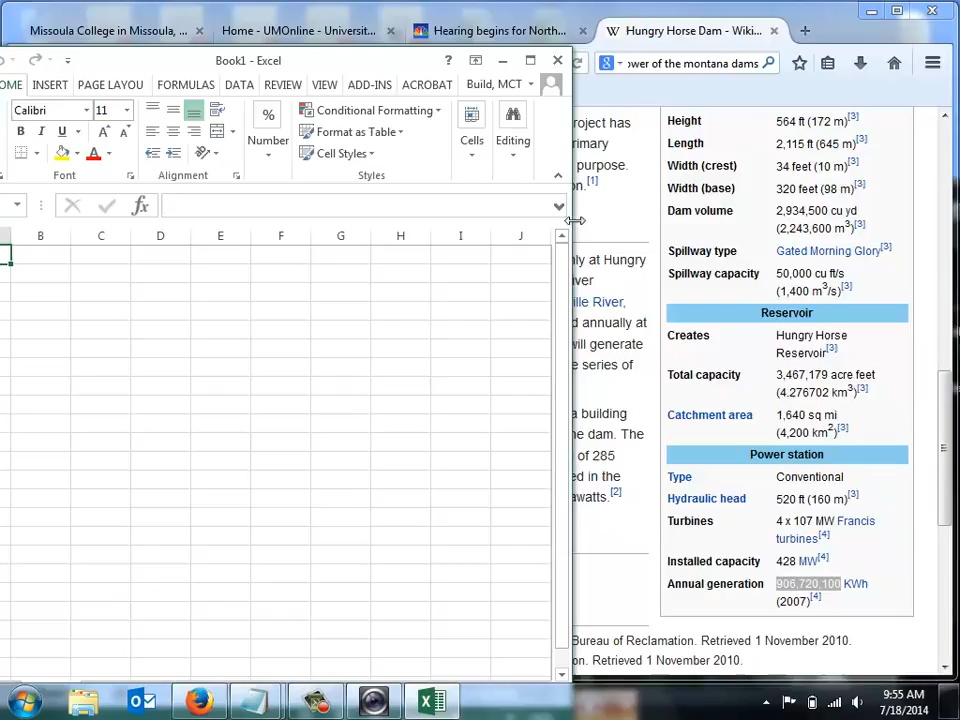 Missoula College in Missoula, ...
Home - UMOnline - Universit...
Hearing begins for North...
Hungry Horse Dam - Wiki...
ower of the montana dams
Book1 - Excel
OME INSERT PAGE LAYOUT FORMULAS DATA REVIEW VIEW ADD-INS ACROBAT Build, MCT
Calibri 11
B I U A A
%
Number
Conditional Formatting
Format as Table
Cell Styles
Cells
Editing
Font Alignment Styles
fx
B C D E F G H I J
roject has
rimary
purpose.
on.[1]
nly at Hungry
iver
ille River,
d annually at
will generate
e series of
a building
he dam. The
of 285
ed in the
awatts.[2]
Height 564 ft (172 m)[3]
Length 2,115 ft (645 m)[3]
Width (crest) 34 feet (10 m)[3]
Width (base) 320 feet (98 m)[3]
Dam volume 2,934,500 cu yd
(2,243,600 m3)[3]
Spillway type Gated Morning Glory[3]
Spillway capacity 50,000 cu ft/s
(1,400 m3/s)[3]
Reservoir
Creates Hungry Horse
Reservoir[3]
Total capacity 3,467,179 acre feet
(4.276702 km3)[3]
Catchment area 1,640 sq mi
(4,200 km2)[3]
Power station
Type Conventional
Hydraulic head 520 ft (160 m)[3]
Turbines 4 x 107 MW Francis
turbines[4]
Installed capacity 428 MW[4]
Annual generation 906,720,100 KWh
(2007)[4]
Bureau of Reclamation. Retrieved 1 November 2010.
on. Retrieved 1 November 2010.
9:55 AM
7/18/2014